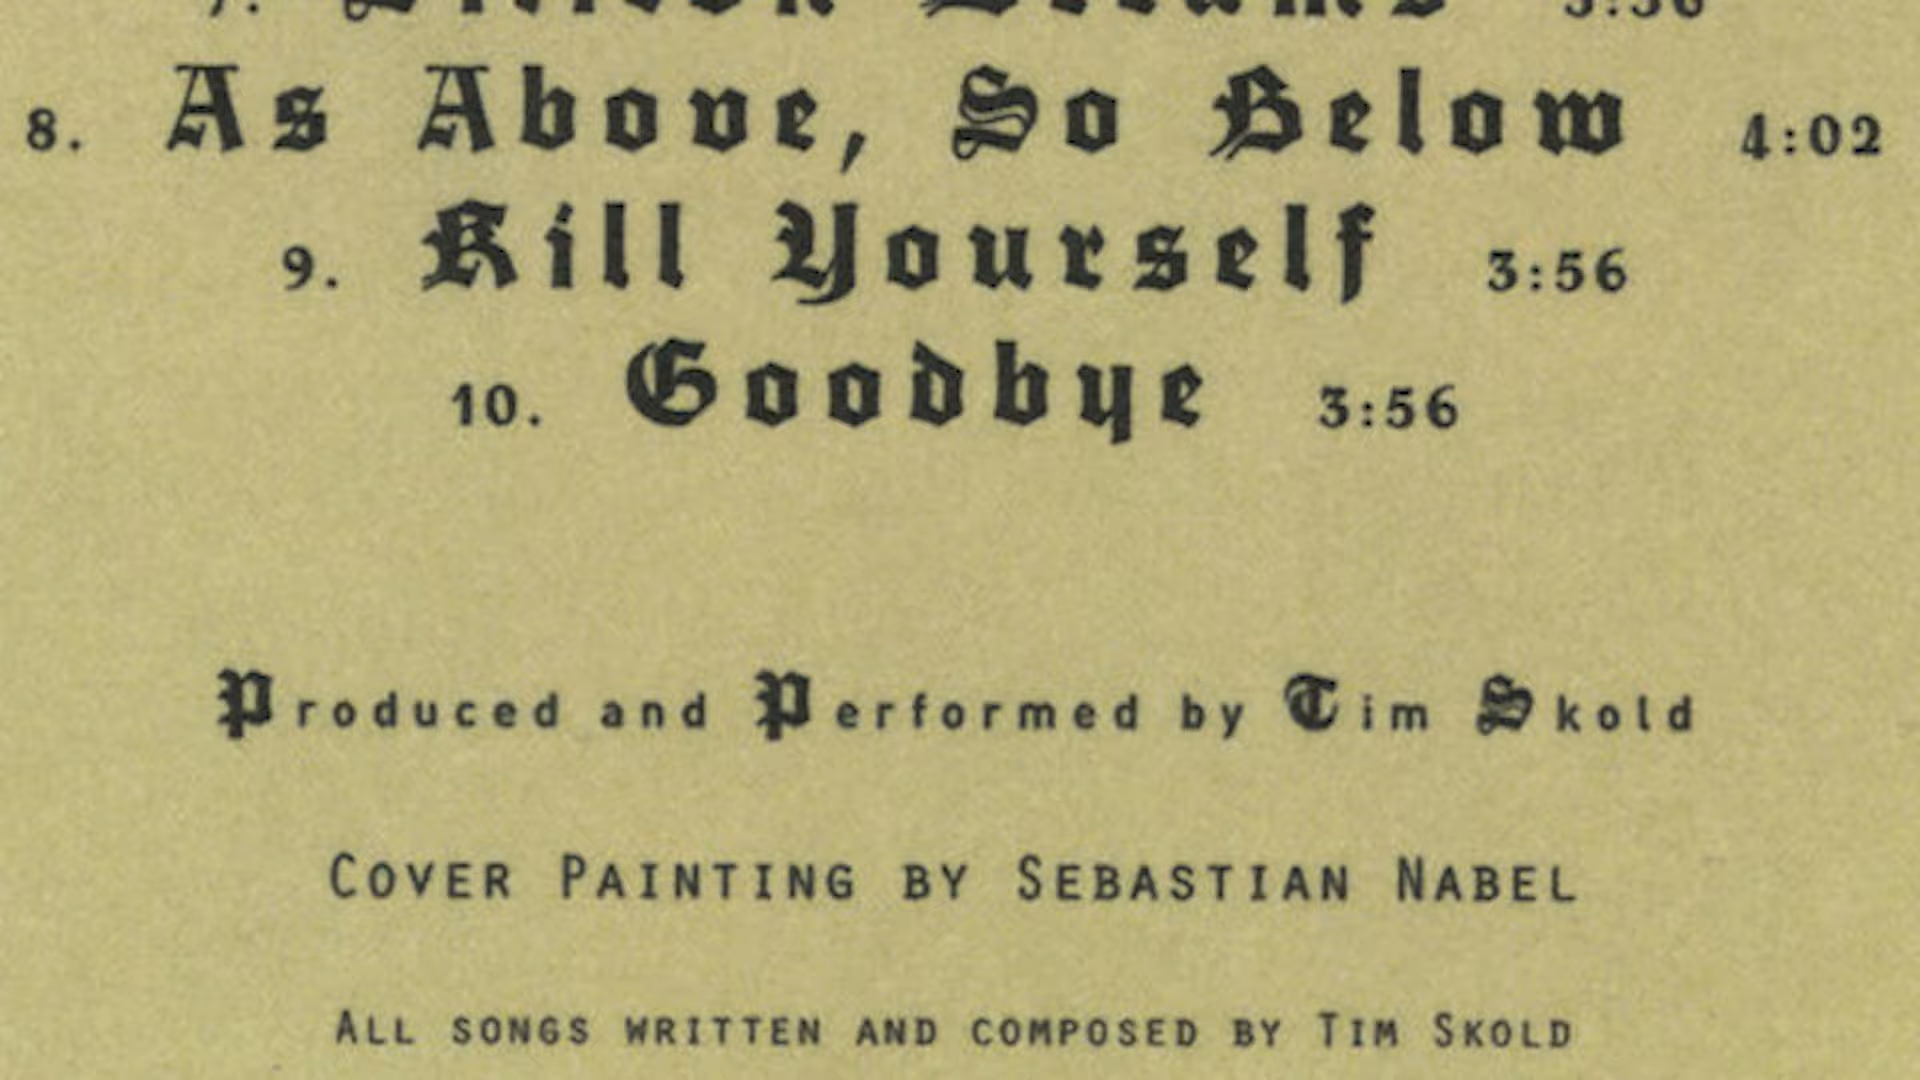 8. As Above, So Below 4:02
9. Kill Yourself 3:56
10. Goodbye 3:56
Produced and Performed by Tim Skold
COVER PAINTING BY SEBASTIAN NABEL
ALL SONGS WRITTEN AND COMPOSED BY TIM SKOLD